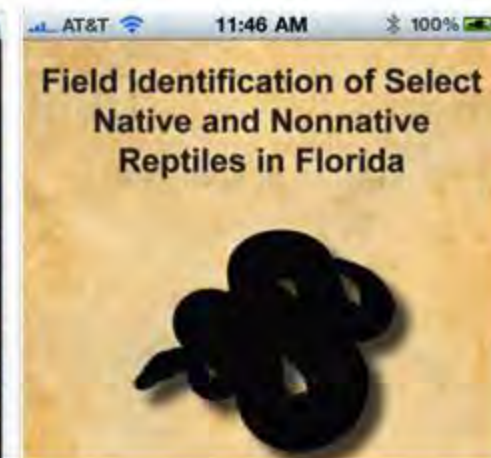 AT&T 11:46 AM 100%
Field Identification of Select
Native and Nonnative
Reptiles in Florida